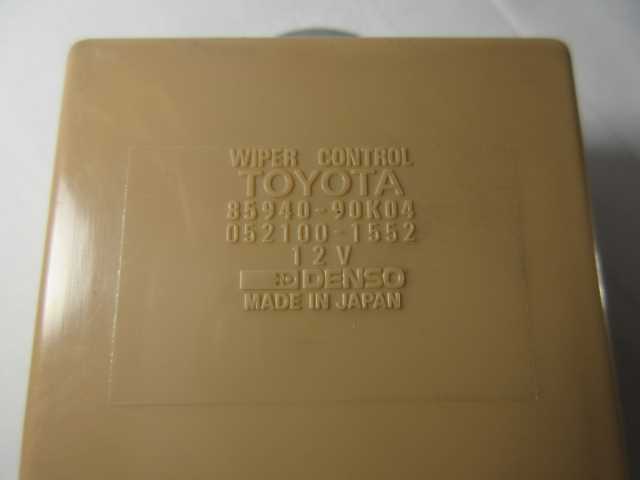 WIPER CONTROL
TOYOTA
85940-90K04
052100-1552
12V
DENSO
MADE IN JAPAN